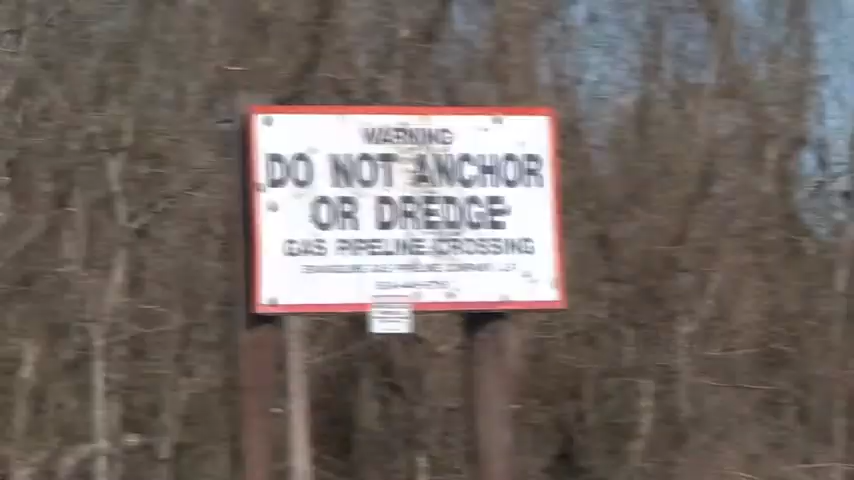 WARNING
DO NOT ANCHOR
OR DREDGE
GAS PIPELINE CROSSING